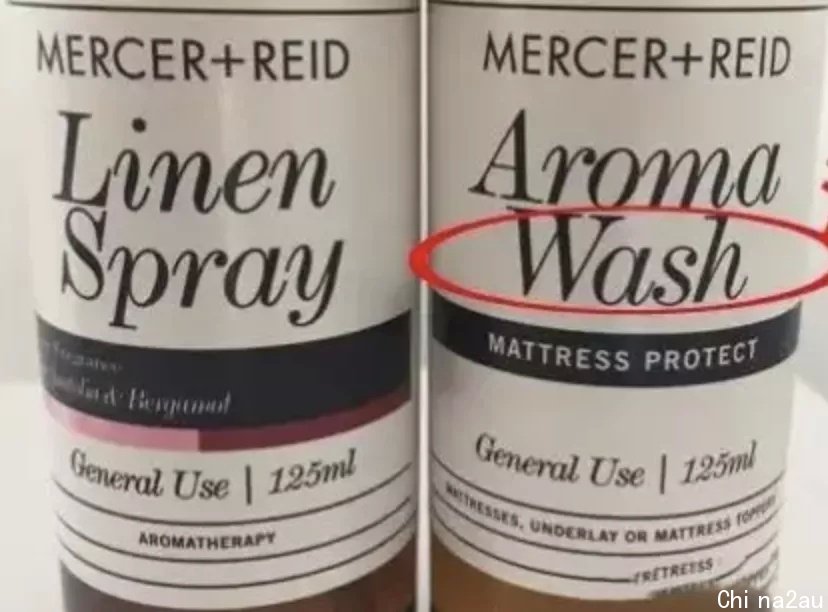 MERCER+REID
Linen
Spray
& Bergamot
General Use | 125ml
AROMATHERAPY
MERCER+REID
Aroma
Wash
MATTRESS PROTECT
General Use | 125ml
MATTRESSES, UNDERLAY OR MATTRESS
Chi na2au